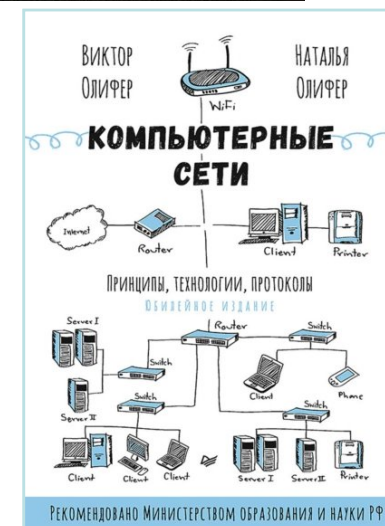 ВИКТОР
ОЛИФЕР
НАТАЛЬЯ
ОЛИФЕР
WiFi
КОМПЬЮТЕРНЫЕ
СЕТИ
Internet
Router
Client
Printer
ПРИНЦИПЫ, ТЕХНОЛОГИИ, ПРОТОКОЛЫ
ЮБИЛЕЙНОЕ ИЗДАНИЕ
Server I
Router
Switch
Switch
Server II
Switch
Client
Phone
Switch
Client
Client
Client
Server I
Server II
Printer
РЕКОМЕНДОВАНО МИНИСТЕРСТВОМ ОБРАЗОВАНИЯ И НАУКИ РФ